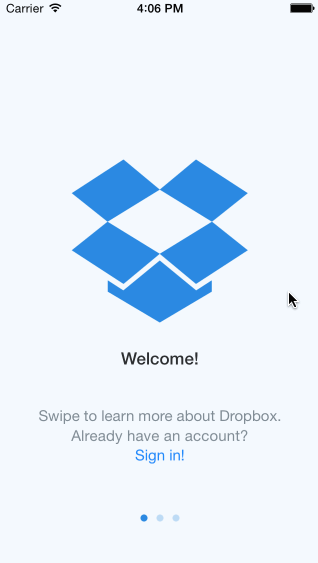 Carrier 4:06 PM
Welcome!
Swipe to learn more about Dropbox.
Already have an account?
Sign in!